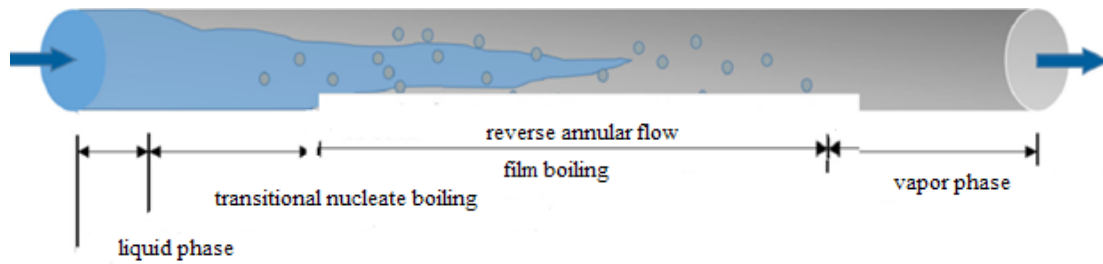 reverse annular flow
film boiling
vapor phase
transitional nucleate boiling
liquid phase